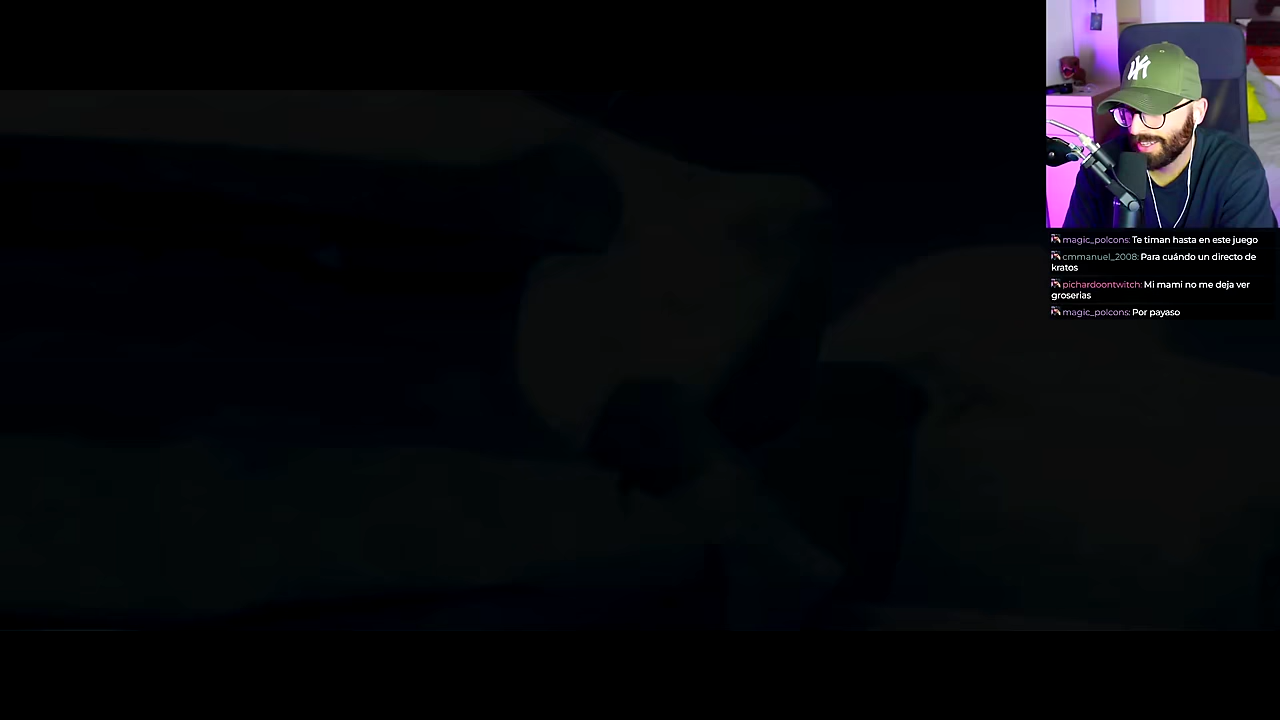 magic_polcons: Te timan hasta en este juego
cmmanuel_2008: Para cuándo un directo de
kratos
pichardoontwitch: Mi mami no me deja ver
groserias
magic_polcons: Por payaso